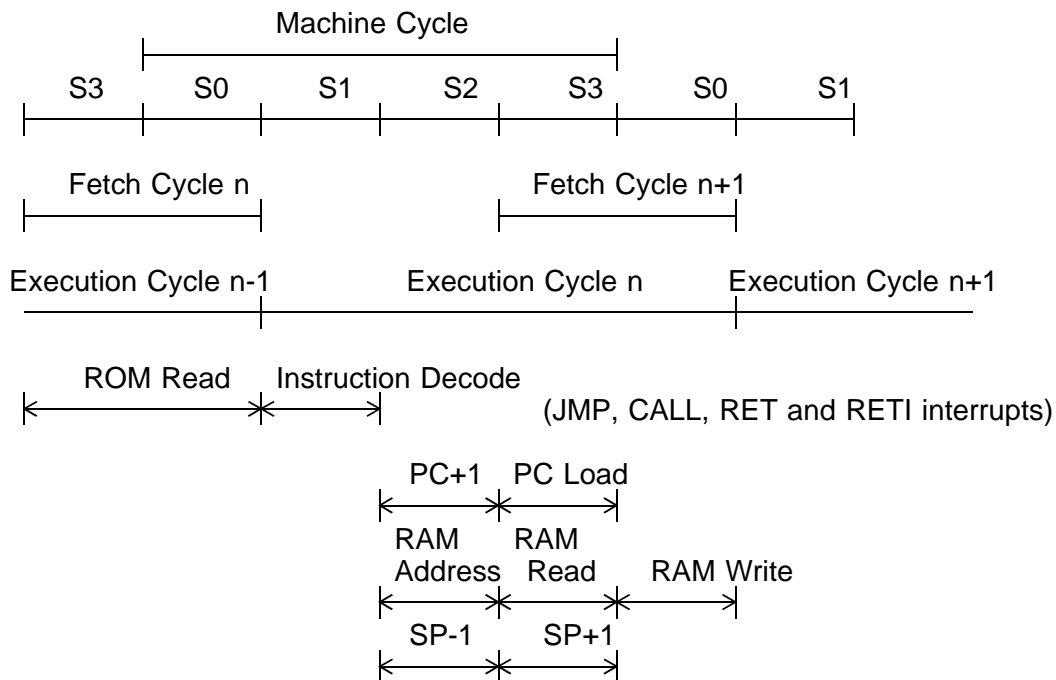 Machine Cycle
S3 S0 S1 S2 S3 S0 S1
Fetch Cycle n Fetch Cycle n+1
Execution Cycle n-1 Execution Cycle n Execution Cycle n+1
ROM Read Instruction Decode
(JMP, CALL, RET and RETI interrupts)
PC+1 PC Load
RAM RAM
Address Read RAM Write
SP-1 SP+1